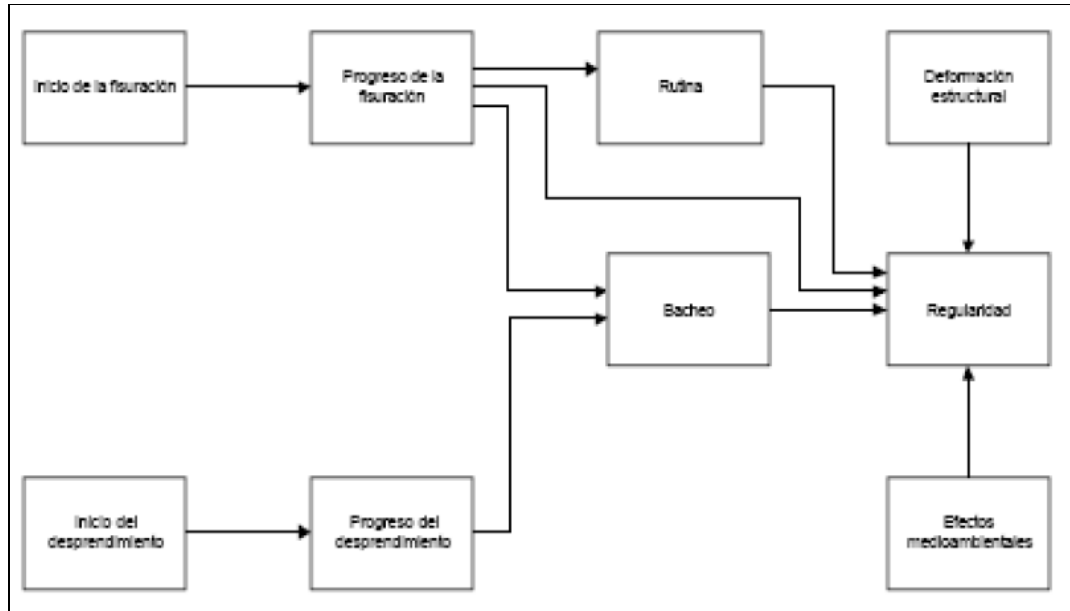 Inicio de la fisuración
Progreso de la
fisuración
Rutina
Deformación
estructural
Bacheo
Regularidad
Inicio del
desprendimiento
Progreso del
desprendimiento
Efectos
medioambientales